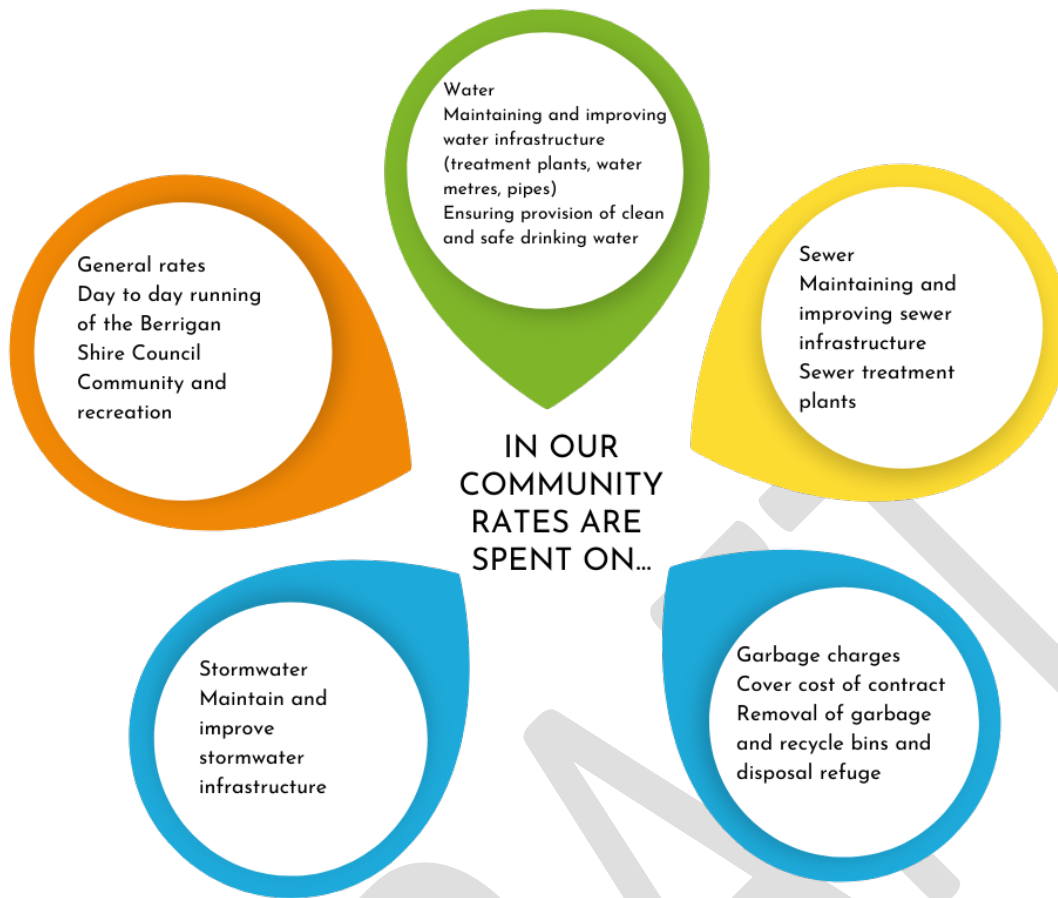 Water
Maintaining and improving
water infrastructure
(treatment plants, water
metres, pipes)
Ensuring provision of clean
and safe drinking water
General rates
Day to day running
of the Berrigan
Shire Council
Community and
recreation
Sewer
Maintaining and
improving sewer
infrastructure
Sewer treatment
plants
IN OUR
COMMUNITY
RATES ARE
SPENT ON...
Stormwater
Maintain and
improve
stormwater
infrastructure
Garbage charges
Cover cost of contract
Removal of garbage
and recycle bins and
disposal refuge